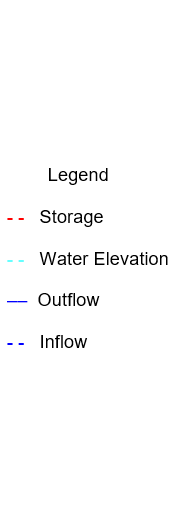 Legend
Storage
Water Elevation
Outflow
Inflow